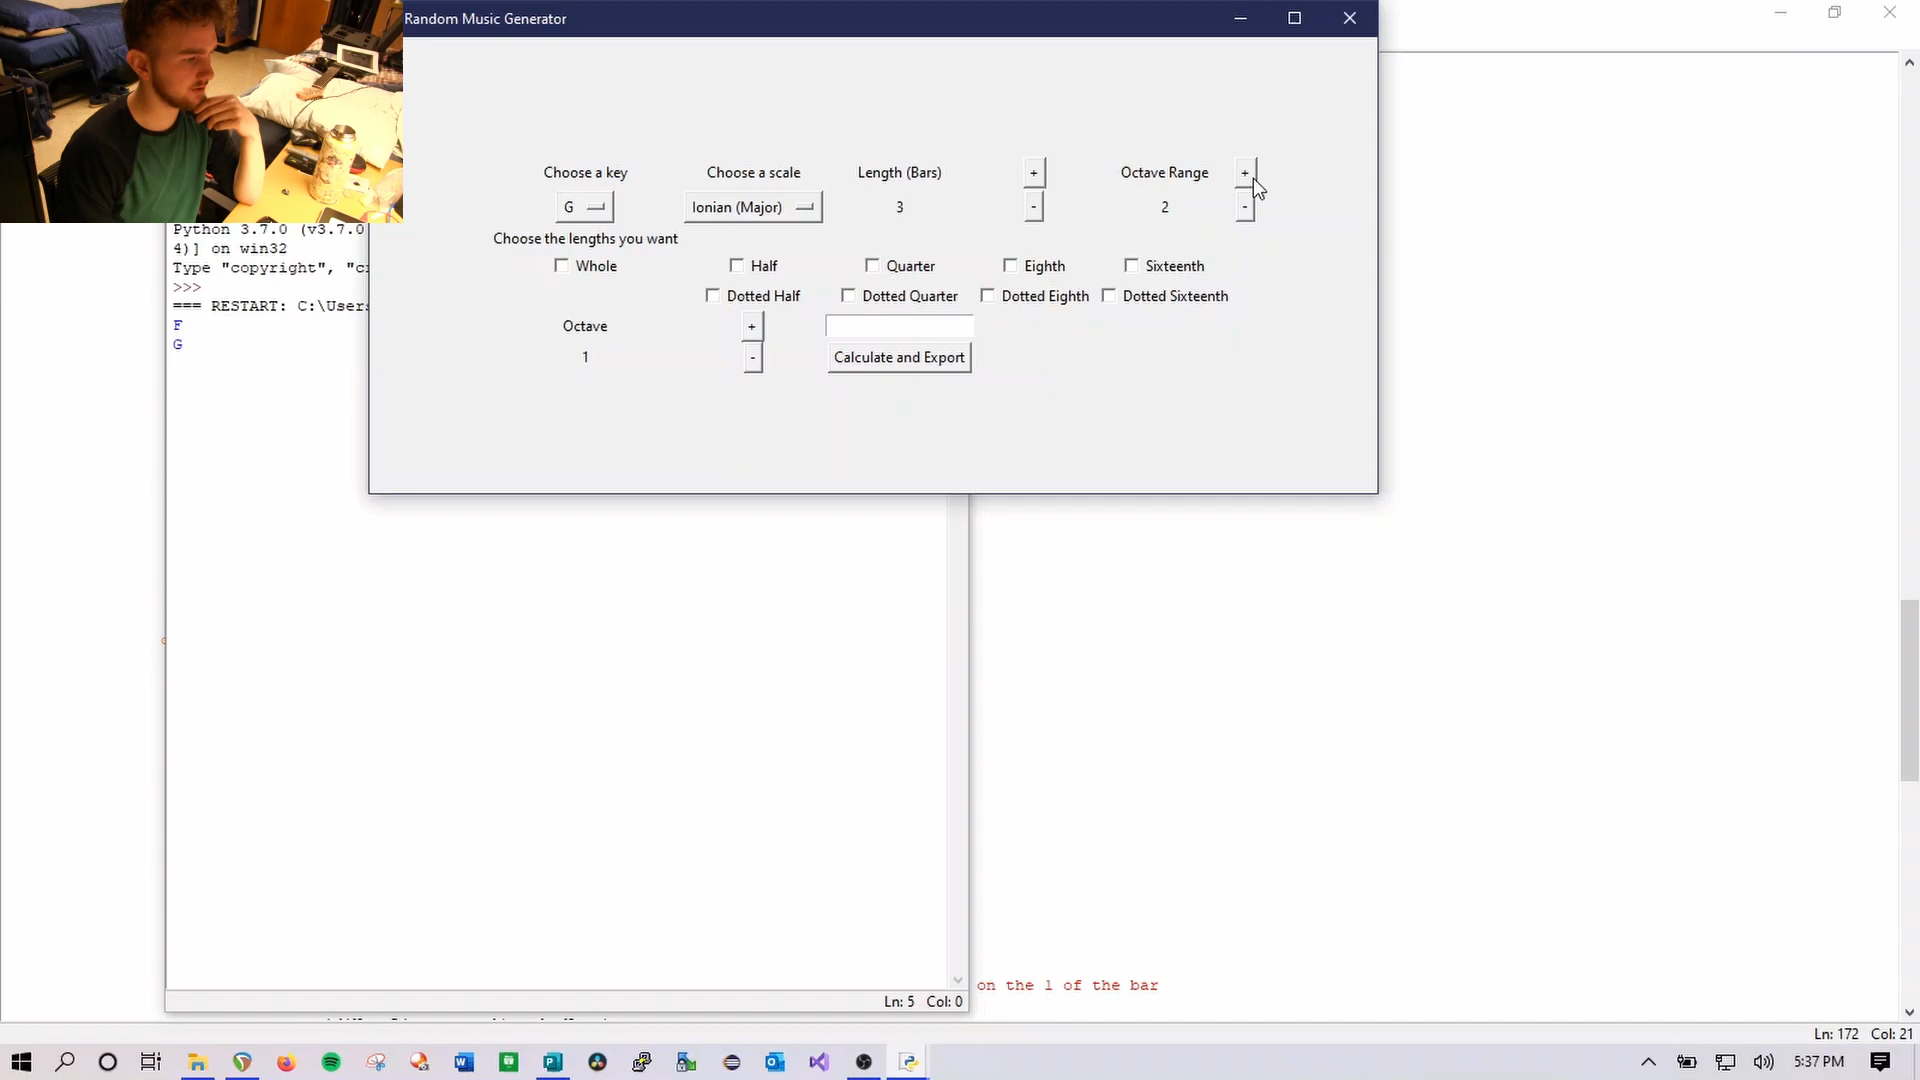 Random Music Generator
Choose a key
Choose a scale
Length (Bars)
+
Octave Range
+
G
Ionian (Major)
3
-
2
-
Choose the lengths you want
Whole
Half
Quarter
Eighth
Sixteenth
Dotted Half
Dotted Quarter
Dotted Eighth
Dotted Sixteenth
Octave
+
1
-
Calculate and Export
Python 3.7.0 (v3.7.0
4)] on win32
Type "copyright", "c
>>>
=== RESTART: C:\Users
F
G
on the 1 of the bar
Ln: 5 Col: 0
Ln: 172 Col: 21
5:37 PM